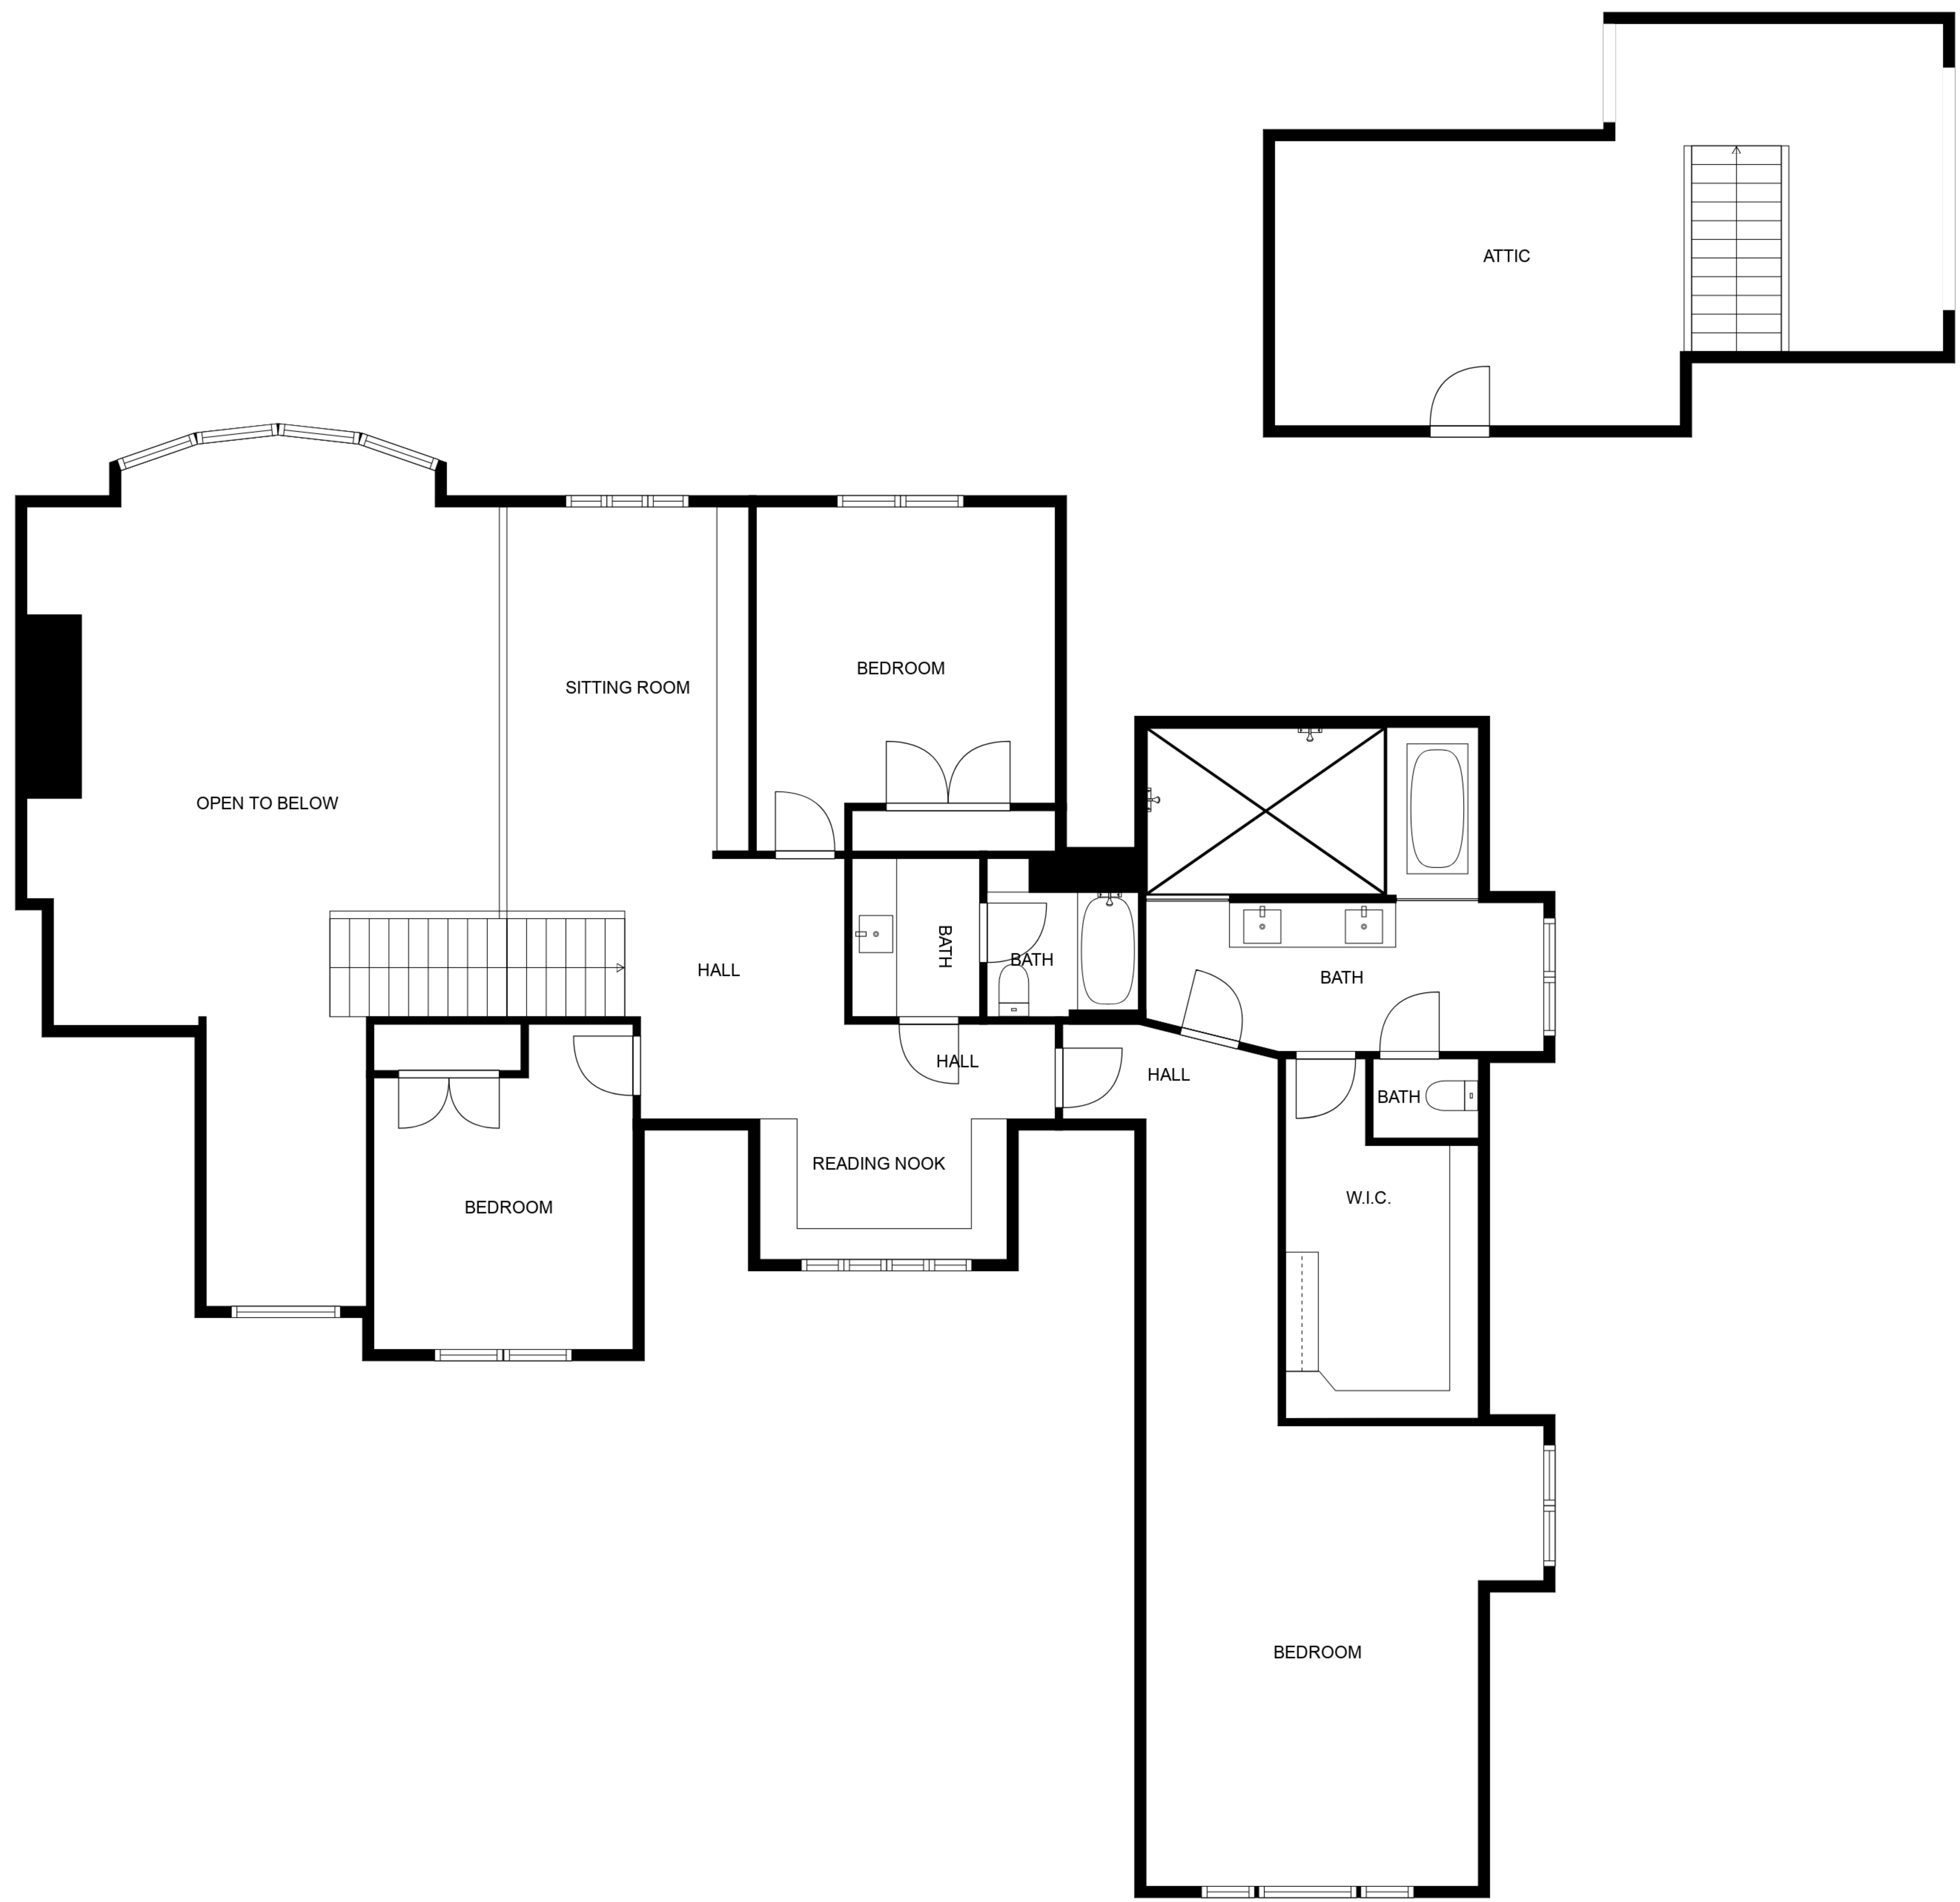 ATTIC
BEDROOM
SITTING ROOM
OPEN TO BELOW
BATH
BATH
HALL
BATH
HALL
HALL
BATH
READING NOOK
W.I.C.
BEDROOM
BEDROOM